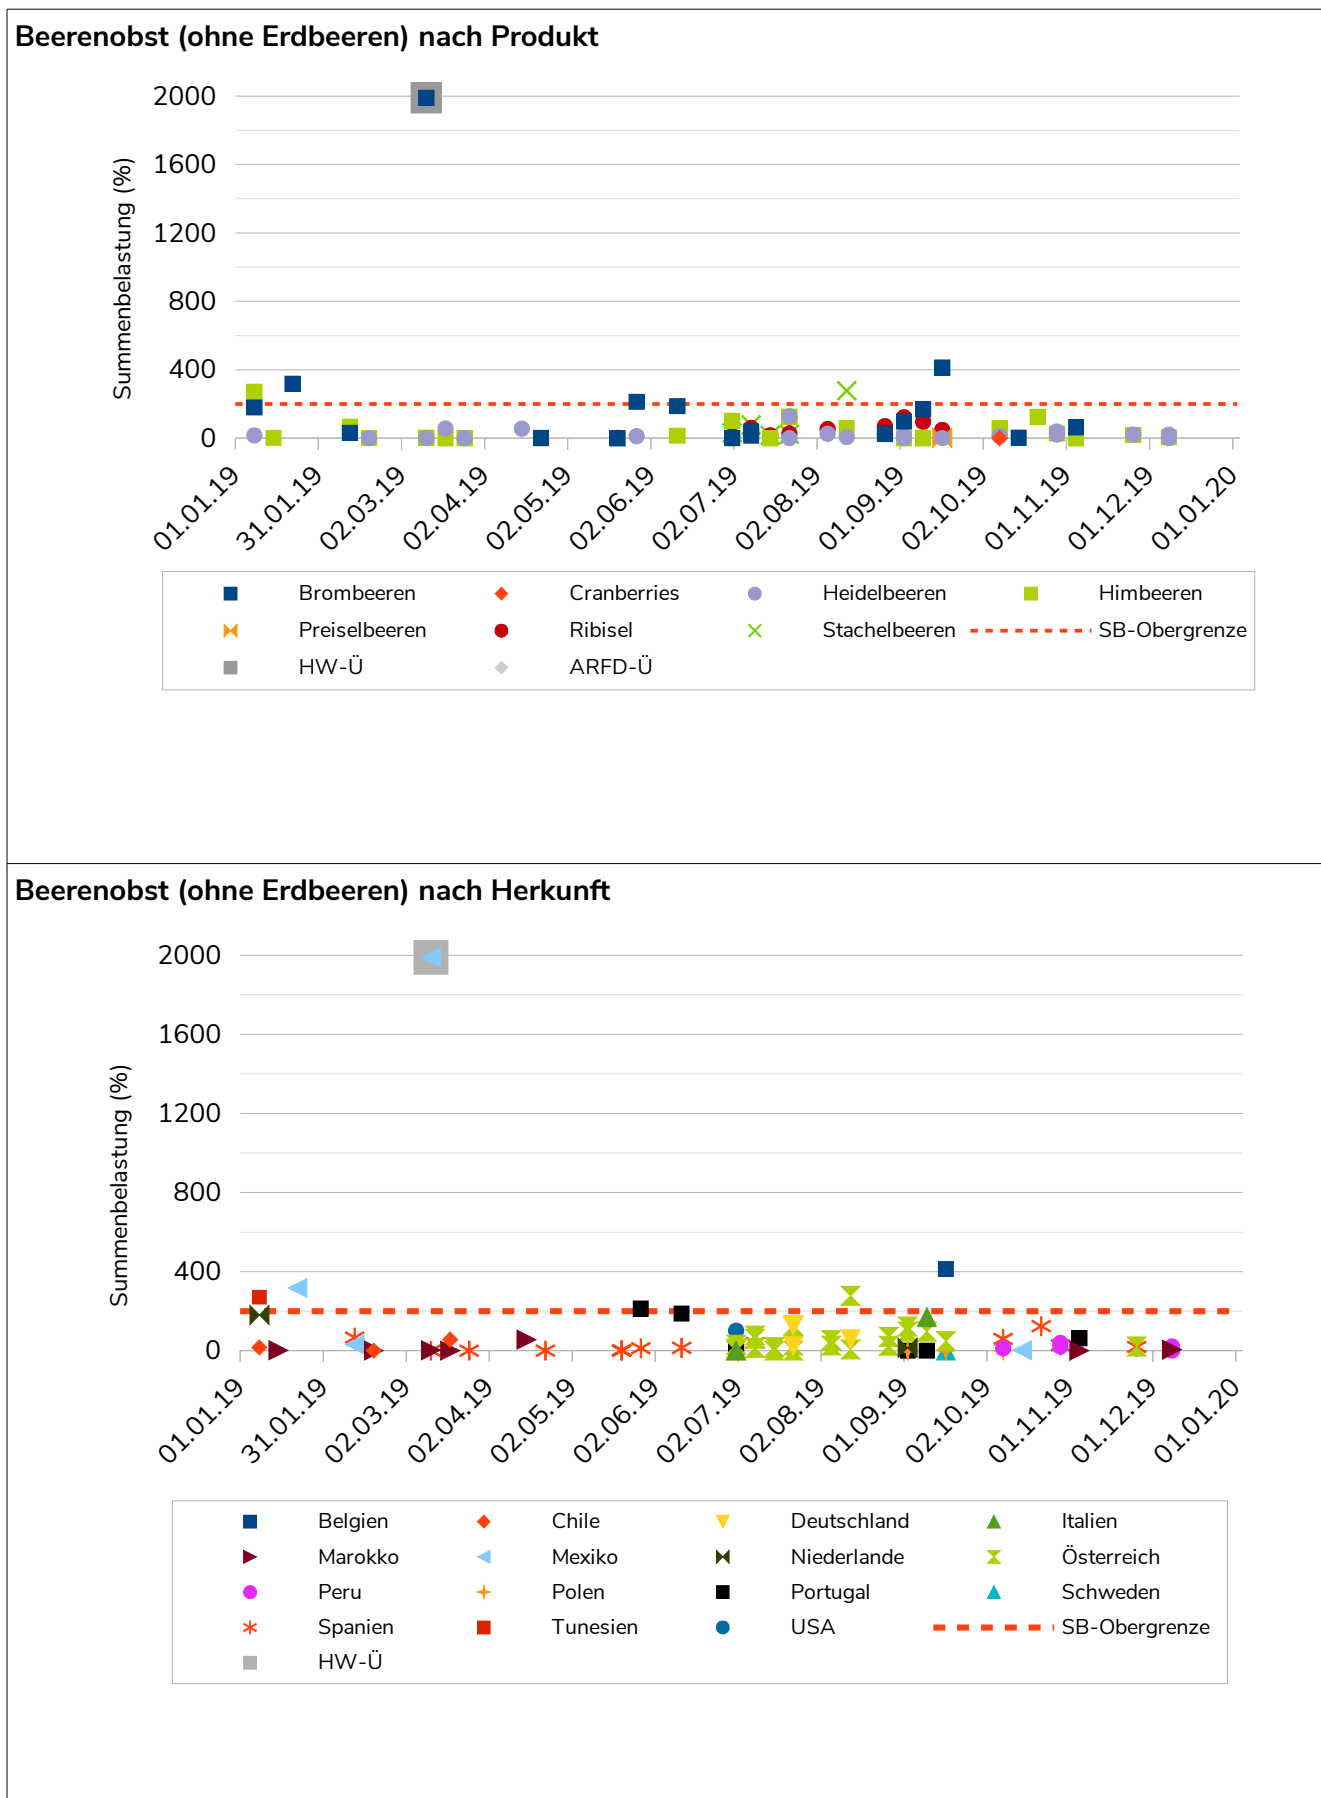 Beerenobst (ohne Erdbeeren) nach Produkt
Summenbelastung (%)
2000
1600
1200
800
400
0
01.01.19 31.01.19 02.03.19 02.04.19 02.05.19 02.06.19 02.07.19 02.08.19 01.09.19 02.10.19 01.11.19 01.12.19 01.01.20
Brombeeren Cranberries Heidelbeeren Himbeeren
Preiselbeeren Ribisel Stachelbeeren SB-Obergrenze
HW-Ü ARFD-Ü
Beerenobst (ohne Erdbeeren) nach Herkunft
Summenbelastung (%)
2000
1600
1200
800
400
0
01.01.19 31.01.19 02.03.19 02.04.19 02.05.19 02.06.19 02.07.19 02.08.19 01.09.19 02.10.19 01.11.19 01.12.19 01.01.20
Belgien Chile Deutschland Italien
Marokko Mexiko Niederlande Österreich
Peru Polen Portugal Schweden
Spanien Tunesien USA SB-Obergrenze
HW-Ü